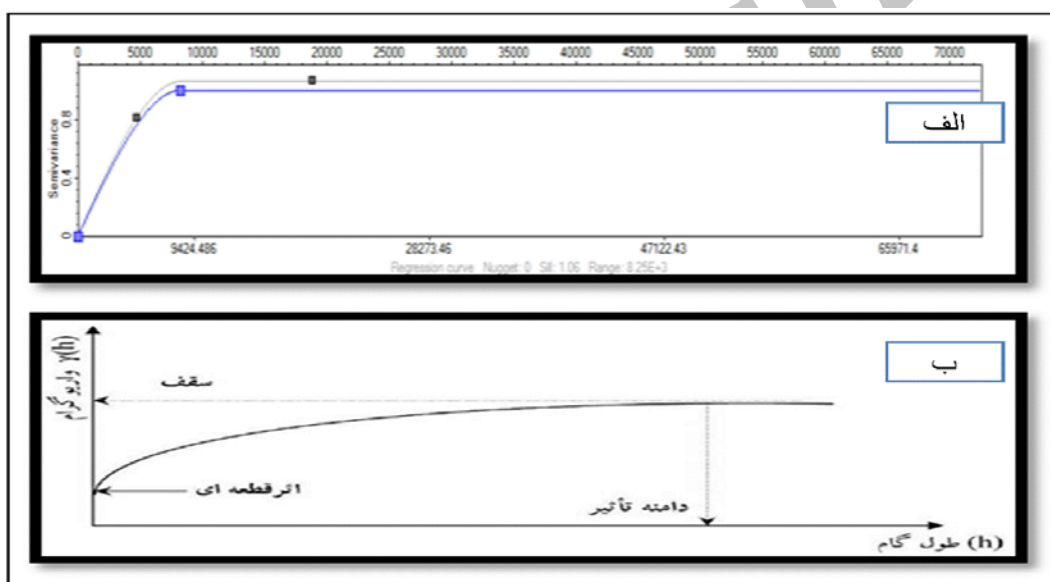 0 5000 10000 15000 20000 25000 30000 35000 40000 45000 50000 55000 60000 65000 70000
الف
Semivariance
0.8
0.4
0
9424.486 28273.46 47122.43 65971.4
Regression curve Nugget: 0 Sill: 1.06 Range: 8.25E+3
ب
واریوگرام γ(h)
سقف
اثرقطعه ای
دامنه تأثیر
طول گام (h)